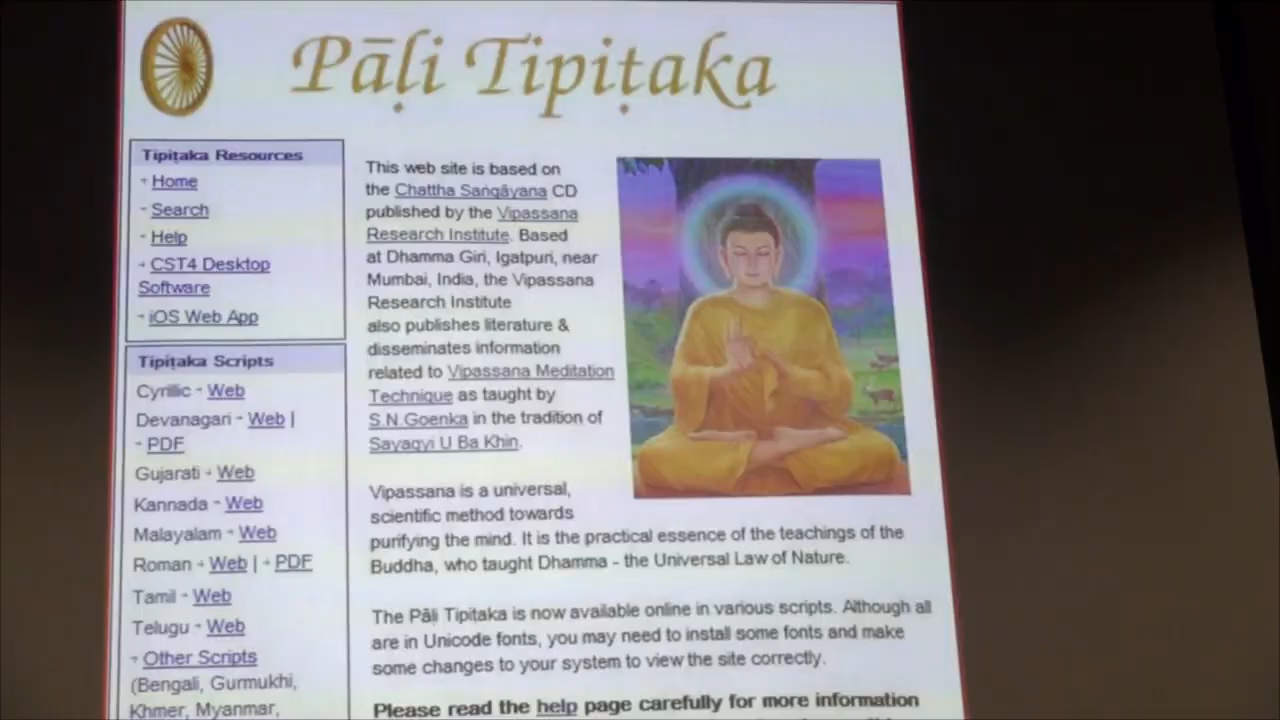 Pāḷi Tipiṭaka
Tipiṭaka Resources
Home
Search
Help
CST4 Desktop
Software
iOS Web App
Tipiṭaka Scripts
Cyrillic - Web
Devanagari - Web |
- PDF
Gujarati - Web
Kannada - Web
Malayalam - Web
Roman - Web | - PDF
Tamil - Web
Telugu - Web
Other Scripts
(Bengali, Gurmukhi,
Khmer, Myanmar,
This web site is based on
the Chattha Sangāyana CD
published by the Vipassana
Research Institute. Based
at Dhamma Giri, Igatpuri, near
Mumbai, India, the Vipassana
Research Institute
also publishes literature &
disseminates information
related to Vipassana Meditation
Technique as taught by
S.N.Goenka in the tradition of
Sayagyi U Ba Khin.
Vipassana is a universal,
scientific method towards
purifying the mind. It is the practical essence of the teachings of the
Buddha, who taught Dhamma - the Universal Law of Nature.
The Pāḷi Tipitaka is now available online in various scripts. Although all
are in Unicode fonts, you may need to install some fonts and make
some changes to your system to view the site correctly.
Please read the help page carefully for more information